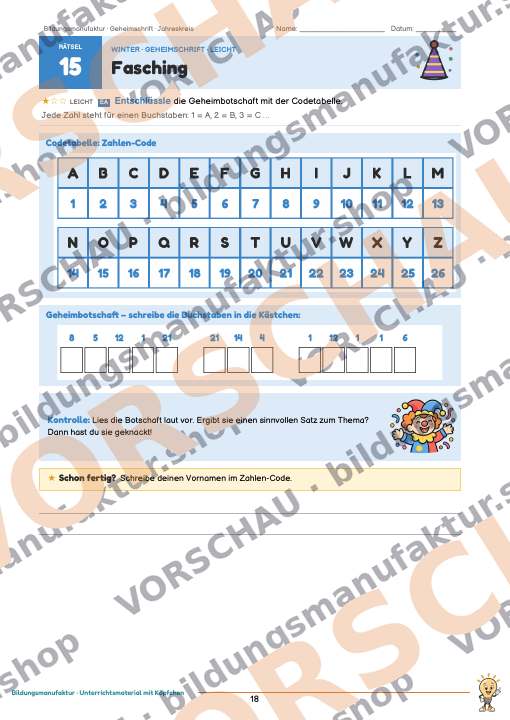 Bildungsmanufaktur · Geheimschrift · Jahreskreis Name: Datum:
RÄTSEL
15
WINTER · GEHEIMSCHRIFT · LEICHT
Fasching
★☆☆ LEICHT EA Entschlüssle die Geheimbotschaft mit der Codetabelle.
Jede Zahl steht für einen Buchstaben: 1 = A, 2 = B, 3 = C ...
Codetabelle: Zahlen-Code
A B C D E F G H I J K L M
1 2 3 4 5 6 7 8 9 10 11 12 13
N O P Q R S T U V W X Y Z
14 15 16 17 18 19 20 21 22 23 24 25 26
Geheimbotschaft – schreibe die Buchstaben in die Kästchen:
8 5 12 1 21 21 14 4 1 12 1 1 6
Kontrolle: Lies die Botschaft laut vor. Ergibt sie einen sinnvollen Satz zum Thema?
Dann hast du sie geknackt!
★ Schon fertig? Schreibe deinen Vornamen im Zahlen-Code.
Bildungsmanufaktur · Unterrichtsmaterial mit Köpfchen
18
VORSCHAU · bildungsmanufaktur.shop